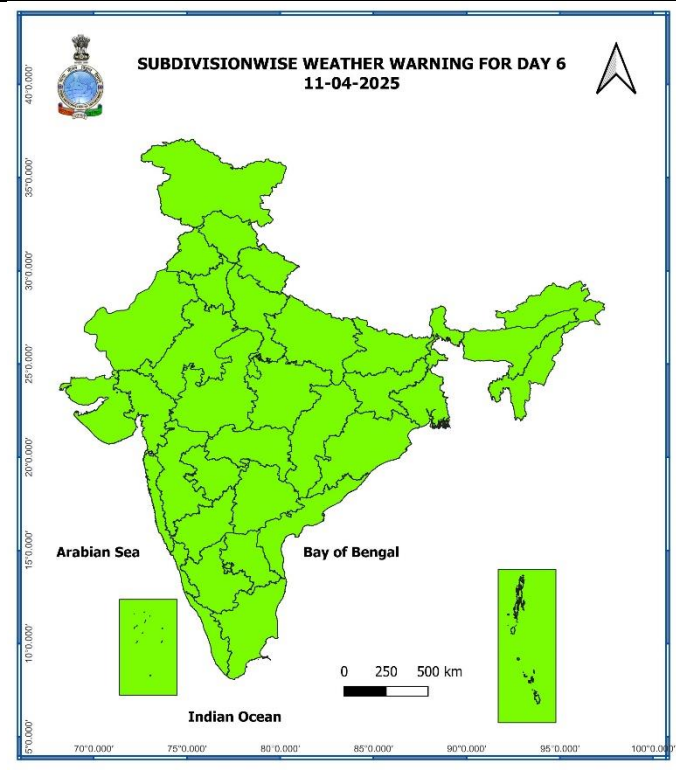 SUBDIVISIONWISE WEATHER WARNING FOR DAY 6
11-04-2025
40°0.000'
35°0.000'
30°0.000'
25°0.000'
20°0.000'
15°0.000'
10°0.000'
5°0.000'
Arabian Sea
Bay of Bengal
0 250 500 km
Indian Ocean
70°0.000' 75°0.000' 80°0.000' 85°0.000' 90°0.000' 95°0.000' 100°0.000'